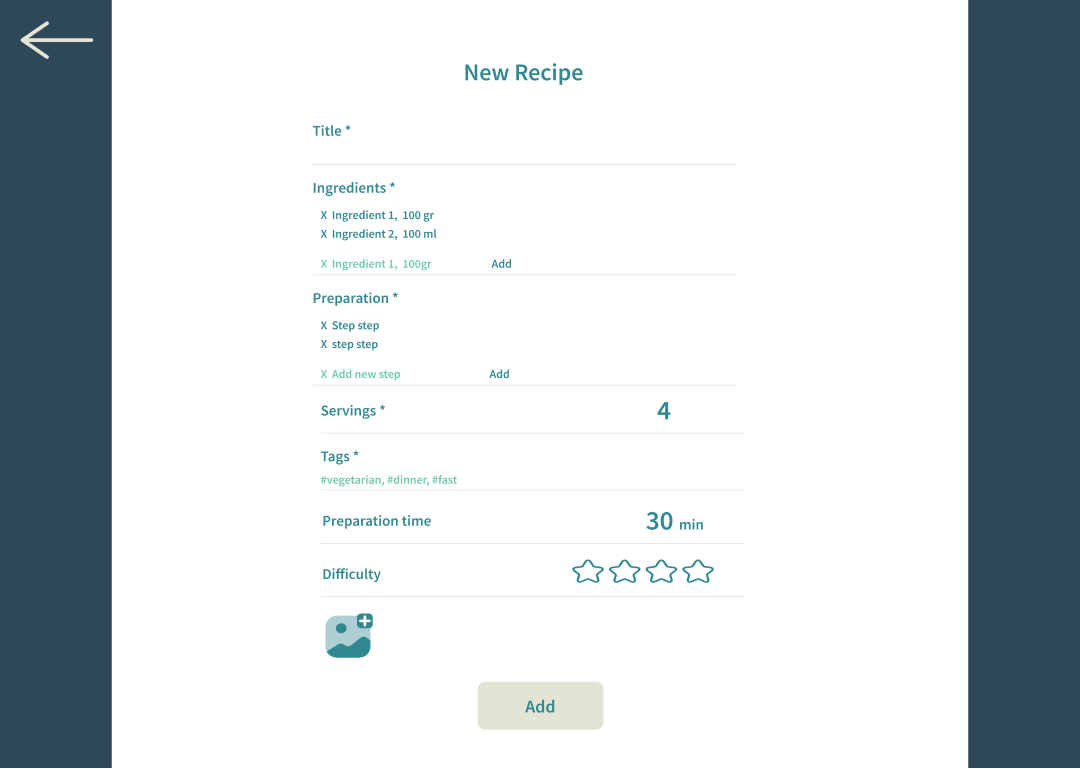 New Recipe
Title *
Ingredients *
X Ingredient 1, 100 gr
X Ingredient 2, 100 ml
X Ingredient 1, 100gr Add
Preparation *
X Step step
X step step
X Add new step Add
Servings * 4
Tags *
#vegetarian, #dinner, #fast
Preparation time 30 min
Difficulty
Add